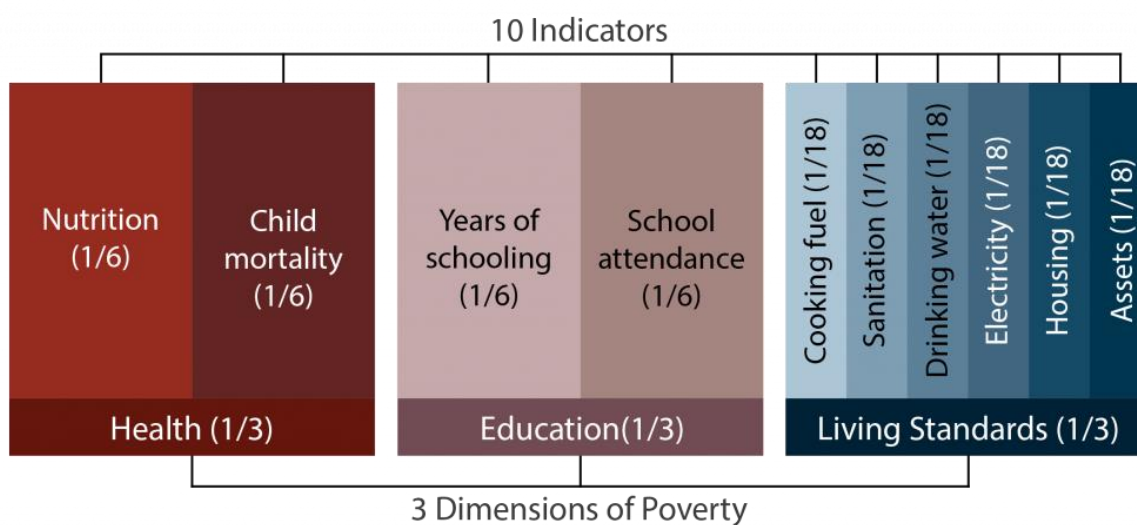 10 Indicators
Nutrition
(1/6)
Child
mortality
(1/6)
Years of
schooling
(1/6)
School
attendance
(1/6)
Cooking fuel (1/18)
Sanitation (1/18)
Drinking water (1/18)
Electricity (1/18)
Housing (1/18)
Assets (1/18)
Health (1/3)
Education(1/3)
Living Standards (1/3)
3 Dimensions of Poverty